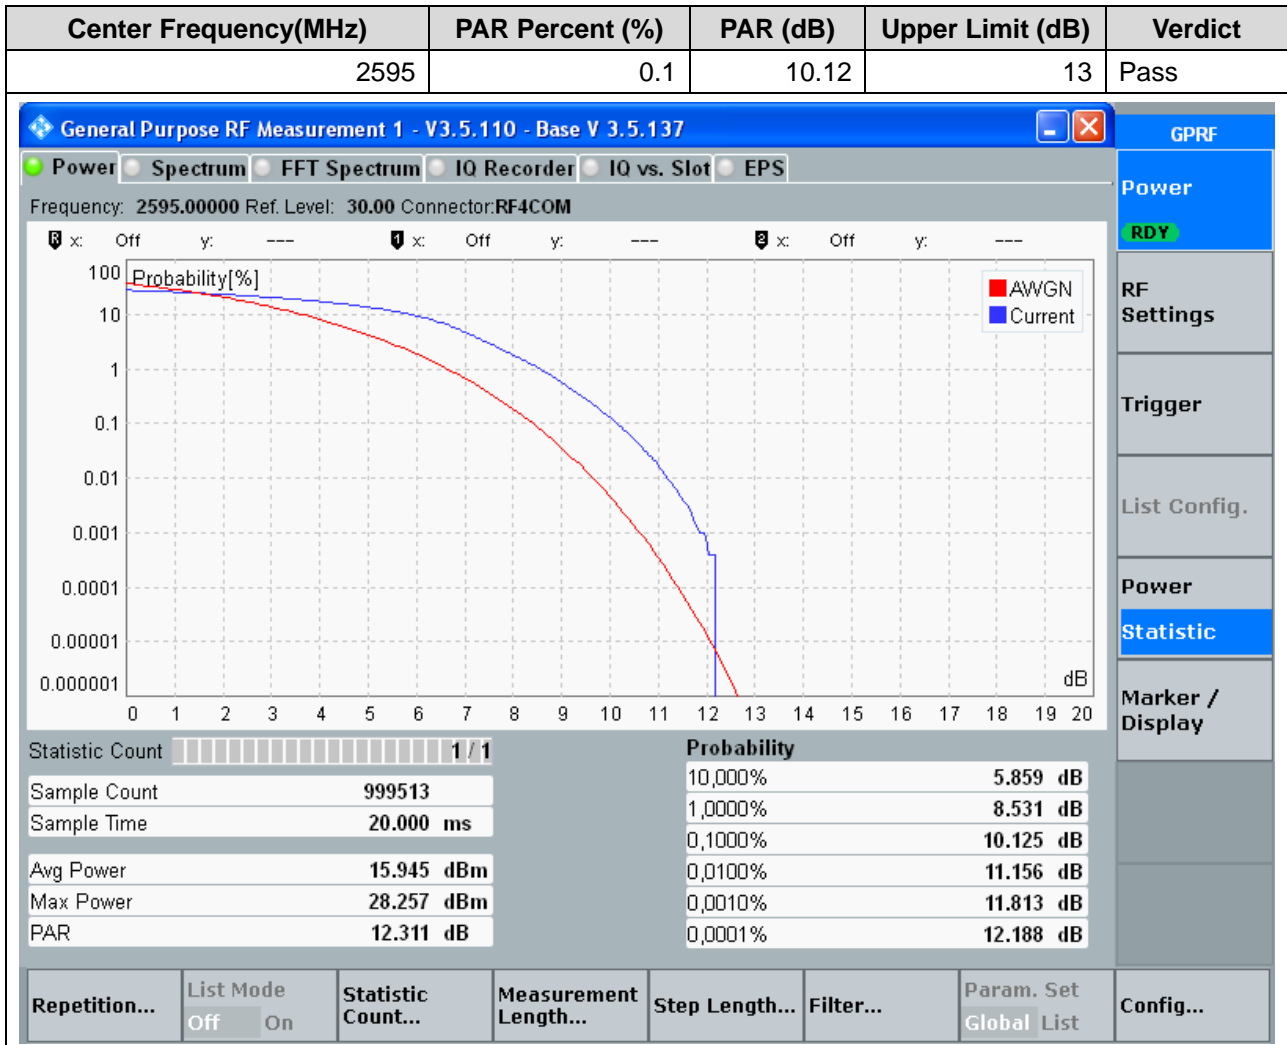 Center Frequency(MHz) PAR Percent (%) PAR (dB) Upper Limit (dB) Verdict
2595 0.1 10.12 13 Pass
General Purpose RF Measurement 1 - V3.5.110 - Base V 3.5.137
GPRF
Power Spectrum FFT Spectrum IQ Recorder IQ vs. Slot EPS
Frequency: 2595.00000 Ref. Level: 30.00 Connector:RF4COM
R x: Off y: --- 1 x: Off y: --- 2 x: Off y: ---
Probability[%]
AWGN
Current
100
10
1
0.1
0.01
0.001
0.0001
0.00001
0.000001
dB
0 1 2 3 4 5 6 7 8 9 10 11 12 13 14 15 16 17 18 19 20
Statistic Count 1 / 1
Sample Count 999513
Sample Time 20.000 ms
Avg Power 15.945 dBm
Max Power 28.257 dBm
PAR 12.311 dB
Probability
10,000% 5.859 dB
1,0000% 8.531 dB
0,1000% 10.125 dB
0,0100% 11.156 dB
0,0010% 11.813 dB
0,0001% 12.188 dB
Power
RDY
RF
Settings
Trigger
List Config.
Power
Statistic
Marker /
Display
Repetition...
List Mode
Off On
Statistic
Count...
Measurement
Length...
Step Length...
Filter...
Param. Set
Global List
Config...